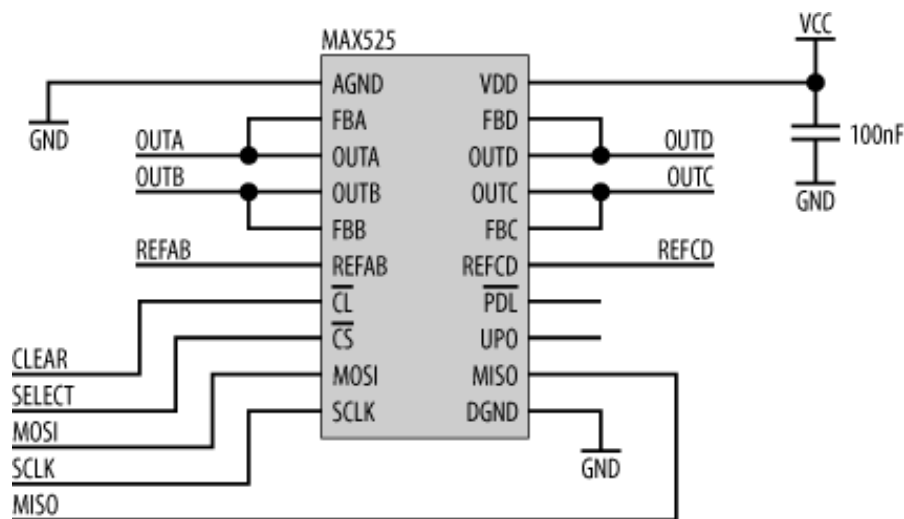 MAX525
VCC
AGND VDD
FBA FBD
GND
100nF
OUTA OUTA OUTD OUTD
OUTB OUTB OUTC OUTC
GND
FBB FBC
REFAB REFAB REFCD REFCD
CL PDL
CS UPO
CLEAR
MOSI MISO
SELECT
SCLK DGND
MOSI
GND
SCLK
MISO